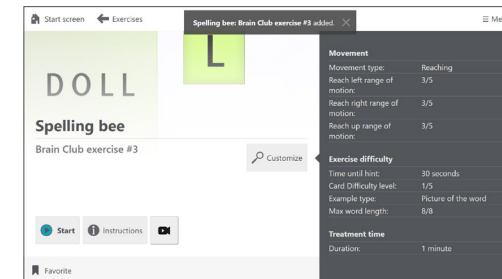 Start screen
Exercises
Spelling bee: Brain Club exercise #3 added.
Me
L
DOLL
Spelling bee
Brain Club exercise #3
Customize
Start
Instructions
Favorite
Movement
Movement type: Reaching
Reach left range of 3/5
motion:
Reach right range of 3/5
motion:
Reach up range of 3/5
motion:
Exercise difficulty
Time until hint: 30 seconds
Card Difficulty level: 1/5
Example type: Picture of the word
Max word length: 8/8
Treatment time
Duration: 1 minute